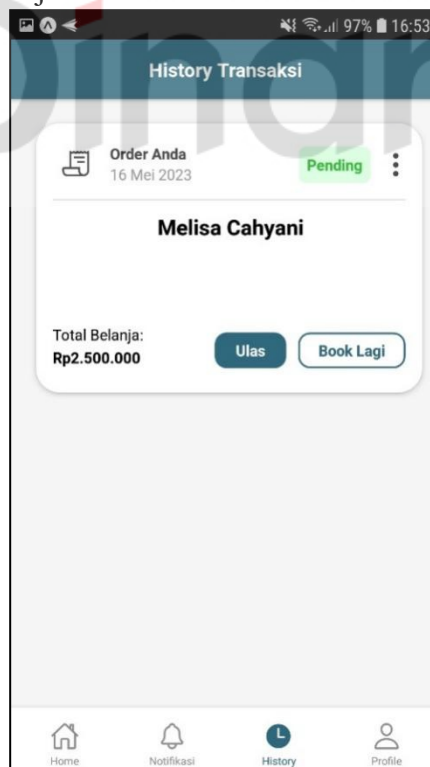 97% 16:53
History Transaksi
Order Anda
16 Mei 2023
Pending
Melisa Cahyani
Total Belanja:
Rp2.500.000
Ulas
Book Lagi
Home
Notifikasi
History
Profile